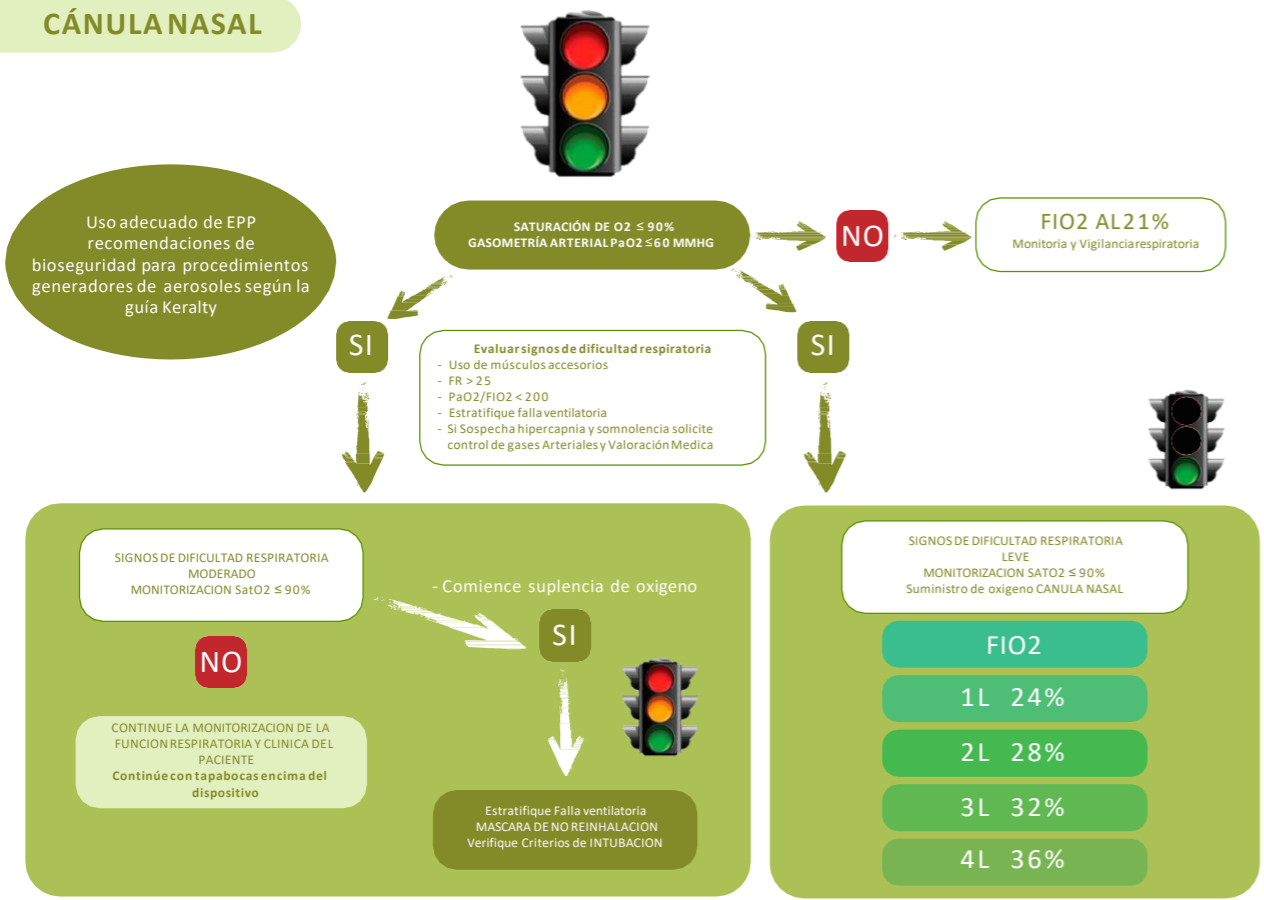 CÁNULA NASAL
Uso adecuado de EPP
recomendaciones de
bioseguridad para procedimientos
generadores de aerosoles según la
guía Keralty
SATURACIÓN DE O2 ≤ 90%
GASOMETRÍA ARTERIAL PaO2 ≤60 MMHG
NO
FIO2 AL21%
Monitoria y Vigilancia respiratoria
SI
Evaluar signos de dificultad respiratoria
- Uso de músculos accesorios
- FR > 25
- PaO2/FIO2 < 200
- Estratifique falla ventilatoria
- Si Sospecha hipercapnia y somnolencia solicite
control de gases Arteriales y Valoración Medica
SI
SIGNOS DE DIFICULTAD RESPIRATORIA
MODERADO
MONITORIZACION SatO2 ≤ 90%
- Comience suplencia de oxigeno
SI
NO
CONTINUE LA MONITORIZACION DE LA
FUNCION RESPIRATORIA Y CLINICA DEL
PACIENTE
Continúe con tapabocas encima del
dispositivo
Estratifique Falla ventilatoria
MASCARA DE NO REINHALACION
Verifique Criterios de INTUBACION
SIGNOS DE DIFICULTAD RESPIRATORIA
LEVE
MONITORIZACION SATO2 ≤ 90%
Suministro de oxigeno CANULA NASAL
FIO2
1L 24%
2L 28%
3L 32%
4L 36%